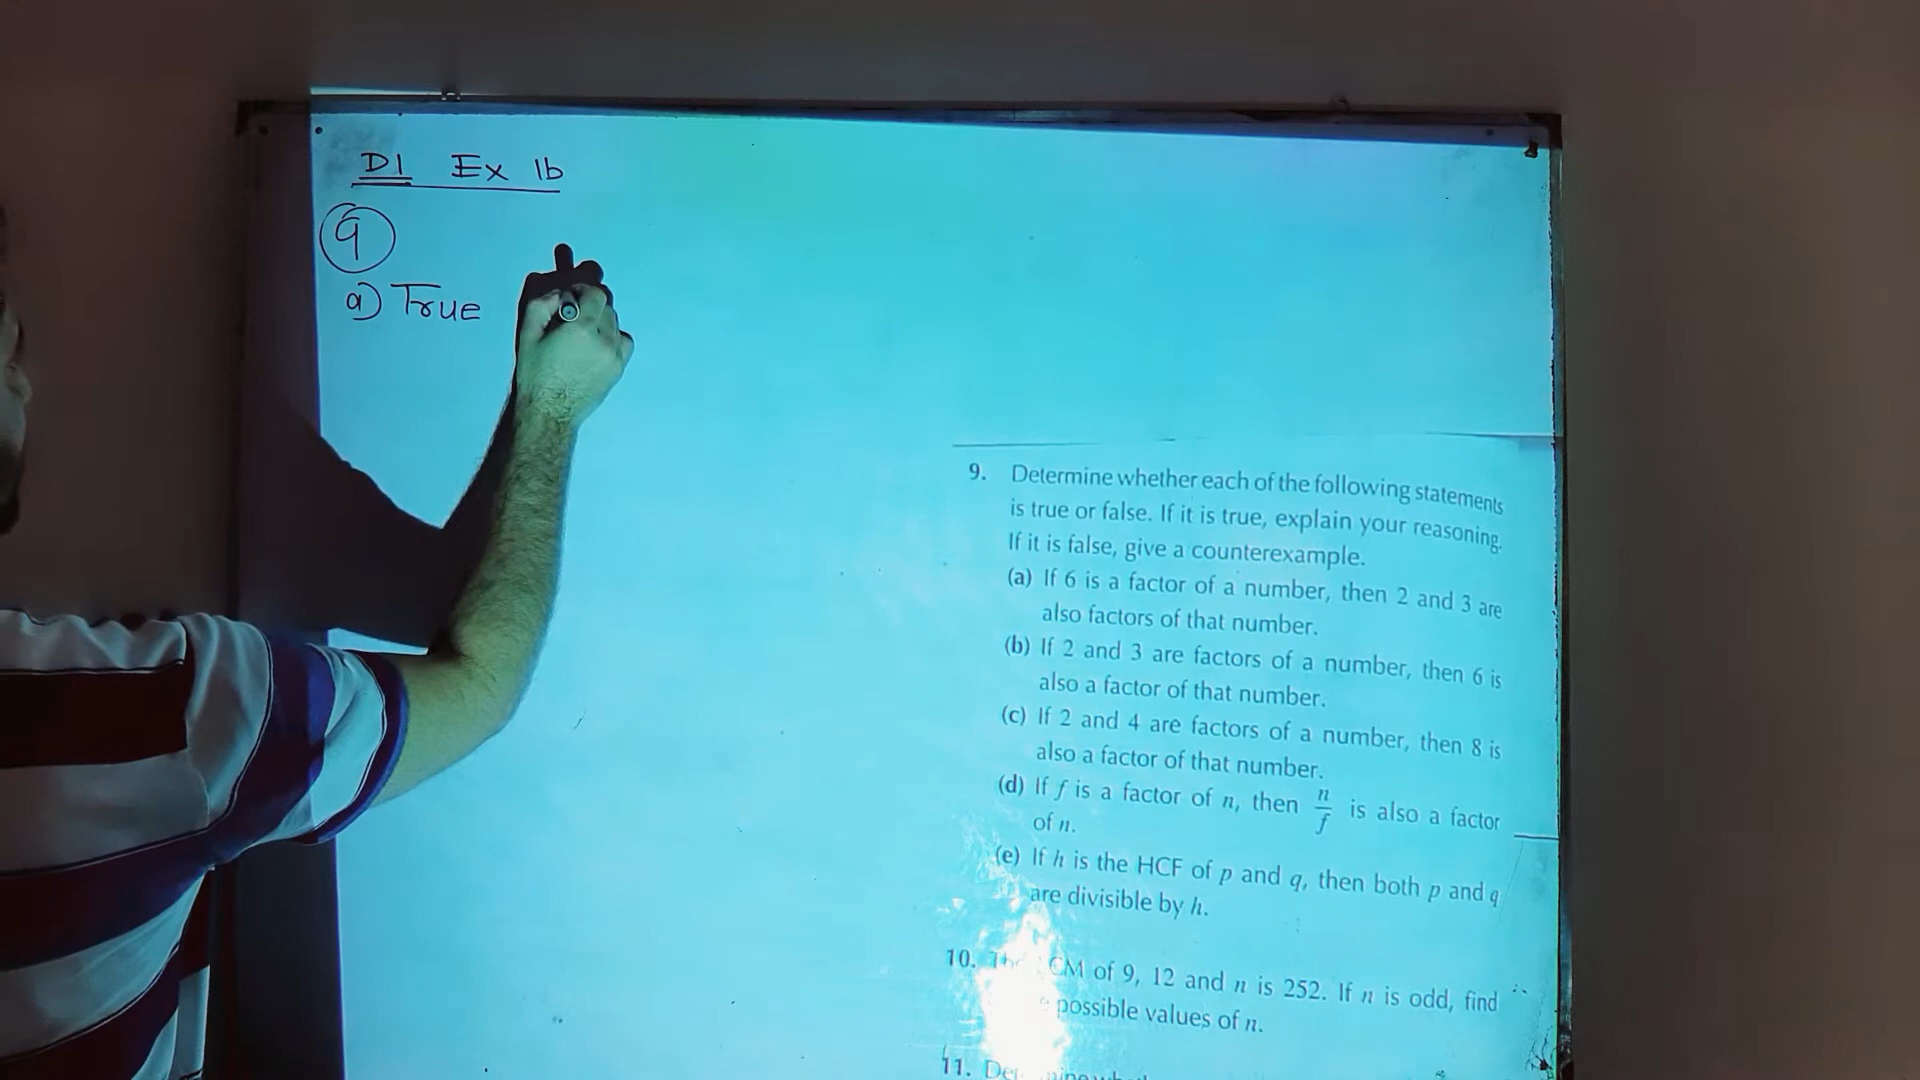 D1 Ex 1b
9
a) True
9. Determine whether each of the following statements
is true or false. If it is true, explain your reasoning.
If it is false, give a counterexample.
(a) If 6 is a factor of a number, then 2 and 3 are
also factors of that number.
(b) If 2 and 3 are factors of a number, then 6 is
also a factor of that number.
(c) If 2 and 4 are factors of a number, then 8 is
also a factor of that number.
(d) If f is a factor of n, then n/f is also a factor
of n.
(e) If h is the HCF of p and q, then both p and q
are divisible by h.
10. CM of 9, 12 and n is 252. If n is odd, find
possible values of n.
11.